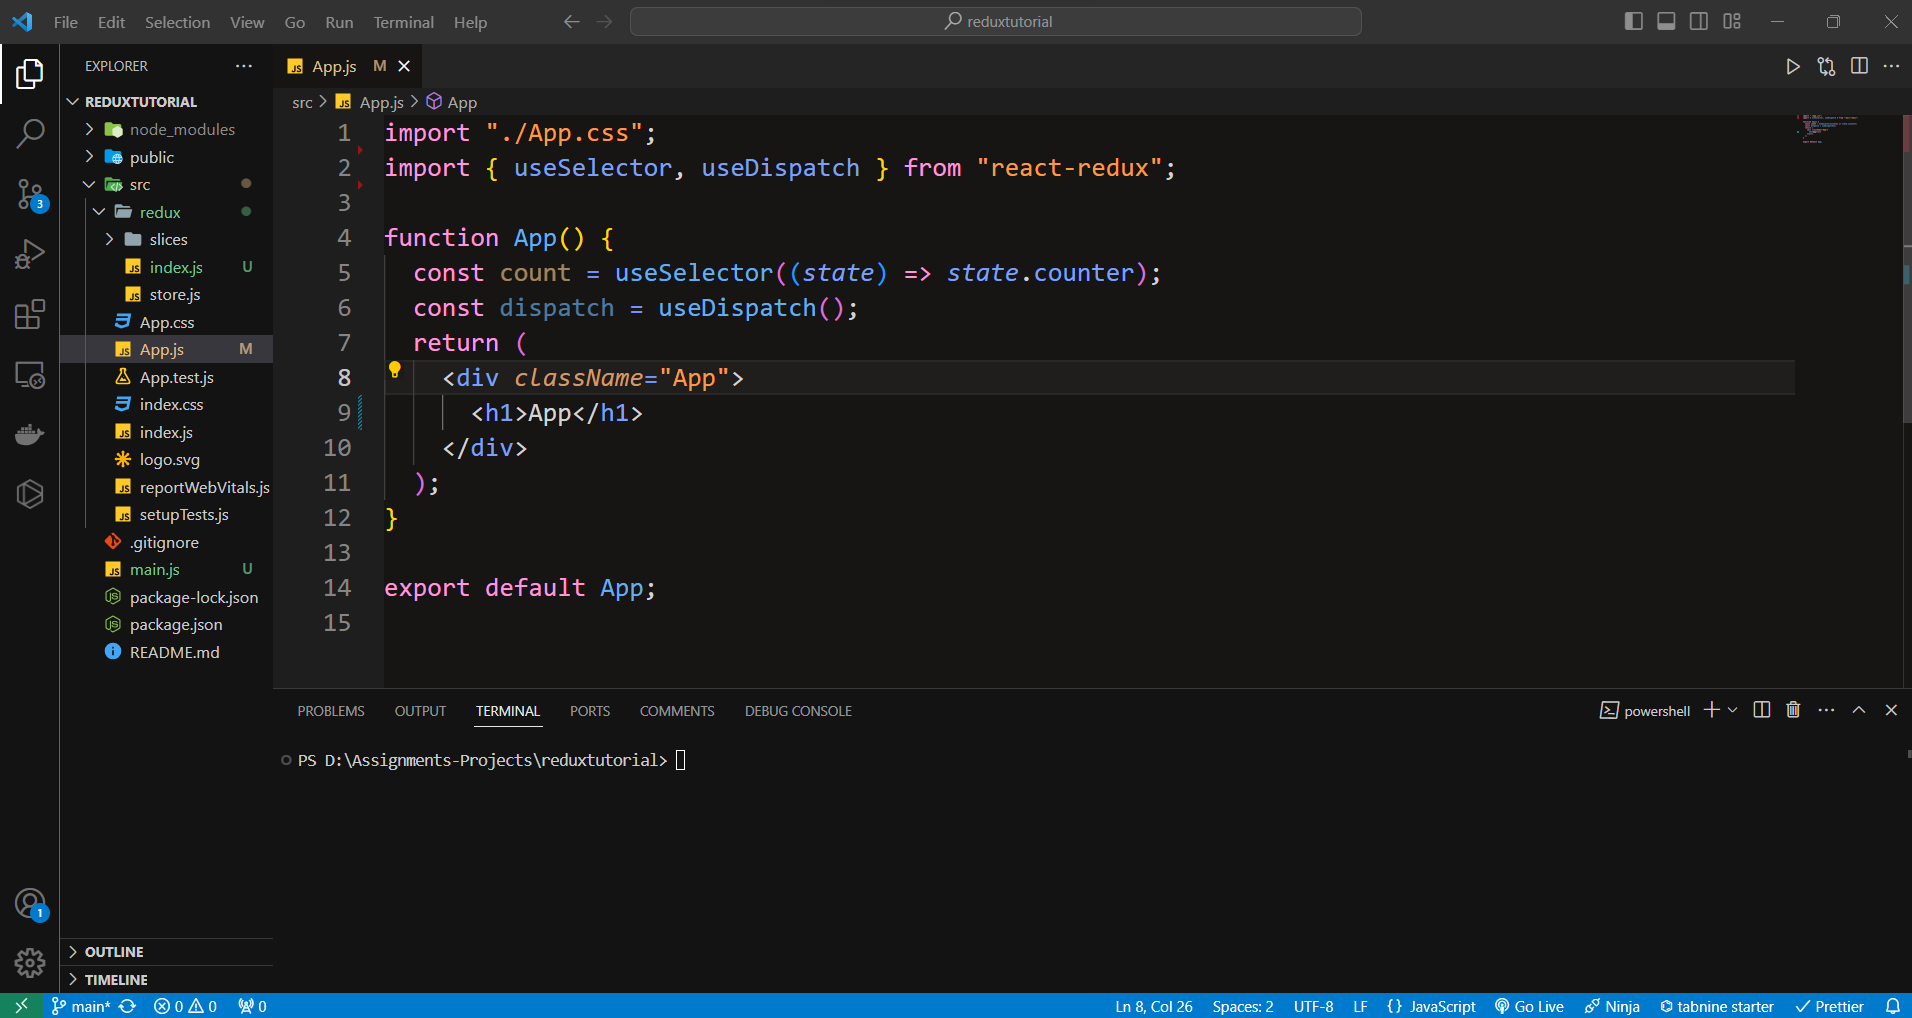 File Edit Selection View Go Run Terminal Help
reduxtutorial
EXPLORER
App.js M
REDUXTUTORIAL
node_modules
public
src
redux
slices
index.js U
store.js
App.css
App.js M
App.test.js
index.css
index.js
logo.svg
reportWebVitals.js
setupTests.js
.gitignore
main.js U
package-lock.json
package.json
README.md
OUTLINE
TIMELINE
3
1
src > App.js > App
1 import "./App.css";
2 import { useSelector, useDispatch } from "react-redux";
3
4 function App() {
5 const count = useSelector((state) => state.counter);
6 const dispatch = useDispatch();
7 return (
8 <div className="App">
9 <h1>App</h1>
10 </div>
11 );
12 }
13
14 export default App;
15
PROBLEMS OUTPUT TERMINAL PORTS COMMENTS DEBUG CONSOLE
powershell
PS D:\Assignments-Projects\reduxtutorial>
main* 0 0 0
Ln 8, Col 26 Spaces: 2 UTF-8 LF {} JavaScript Go Live Ninja tabnine starter Prettier